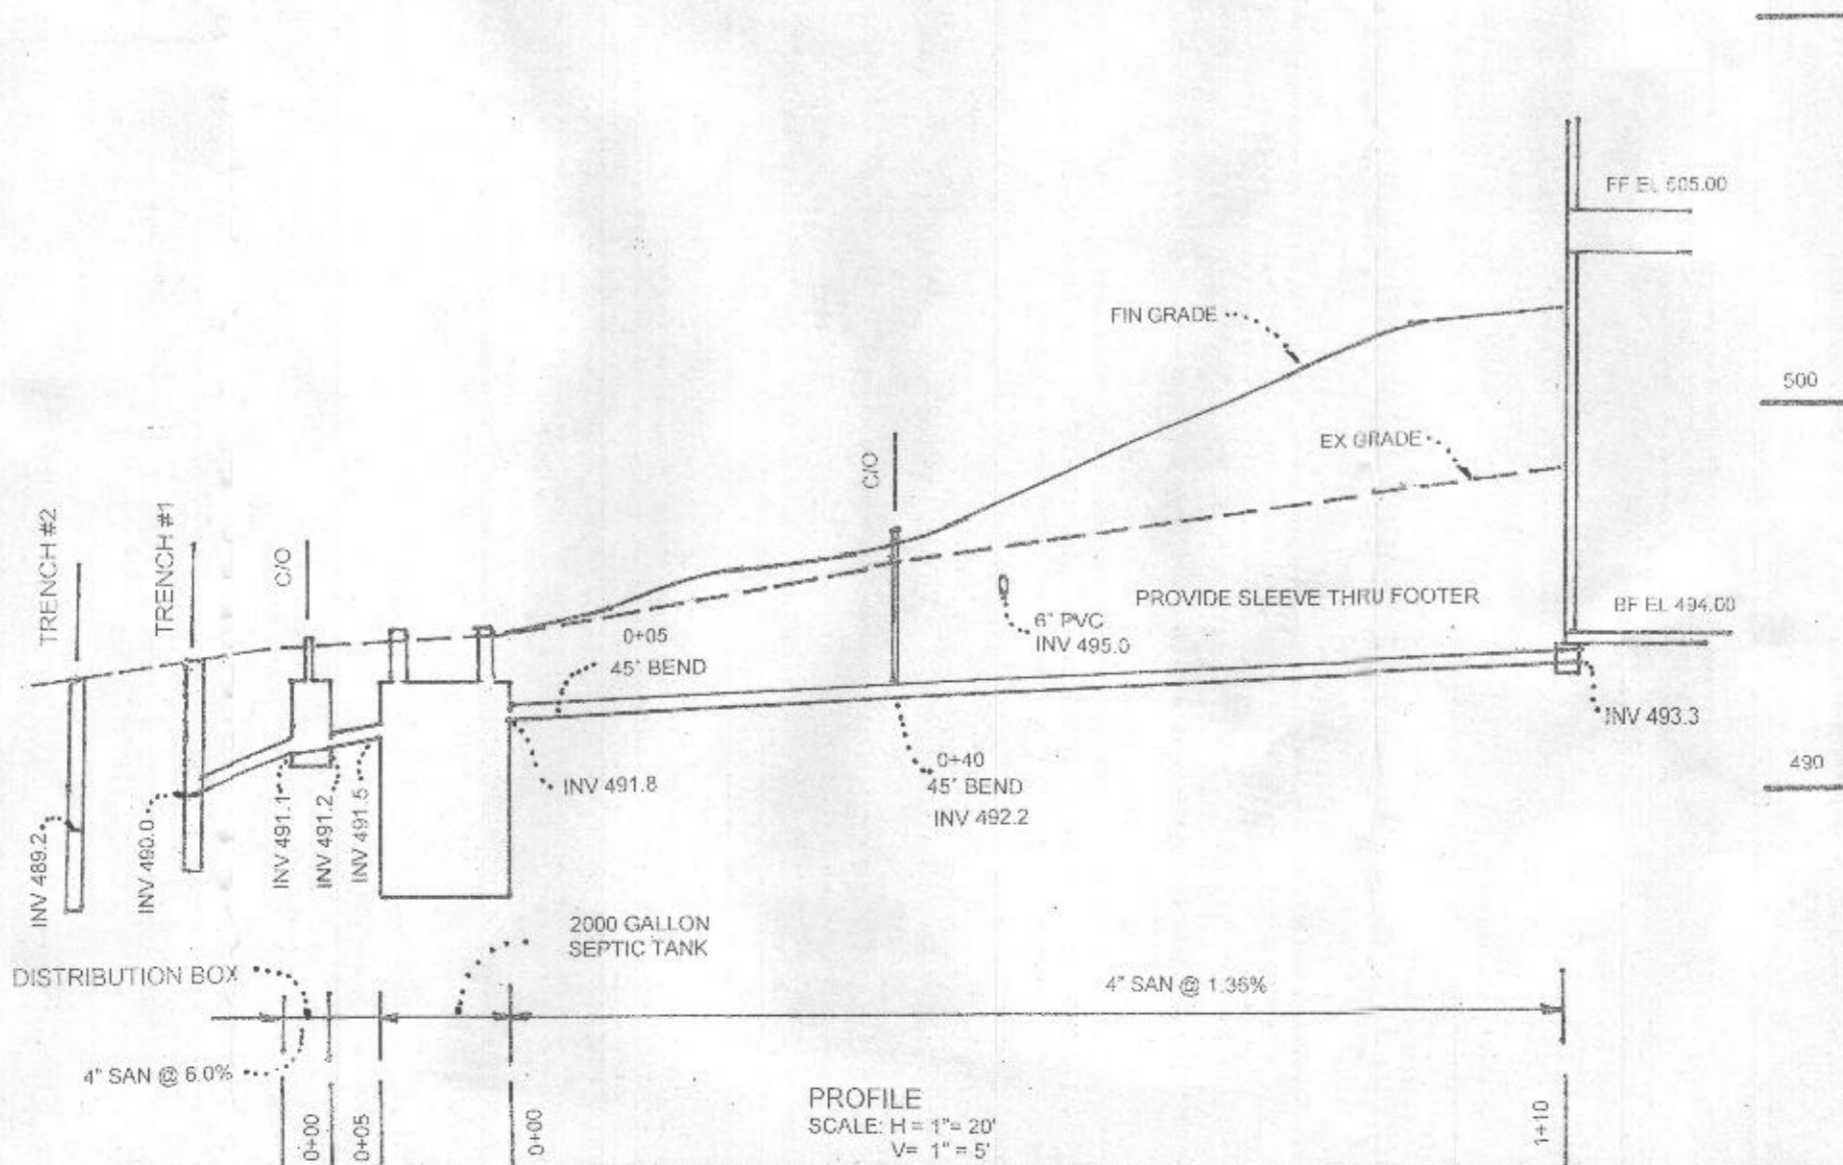 FF EL 505.00
FIN GRADE
500
EX GRADE
C/O
TRENCH #2
TRENCH #1
C/O
0+05
45° BEND
6" PVC
INV 495.0
PROVIDE SLEEVE THRU FOOTER
BF EL 494.00
INV 493.3
490
0+40
45° BEND
INV 492.2
INV 491.8
INV 489.2
INV 490.0
INV 491.1
INV 491.2
INV 491.5
2000 GALLON
SEPTIC TANK
DISTRIBUTION BOX
4" SAN @ 1.36%
4" SAN @ 6.0%
0+00
0+05
0+00
PROFILE
SCALE: H = 1"= 20'
V= 1" = 5'
1+10